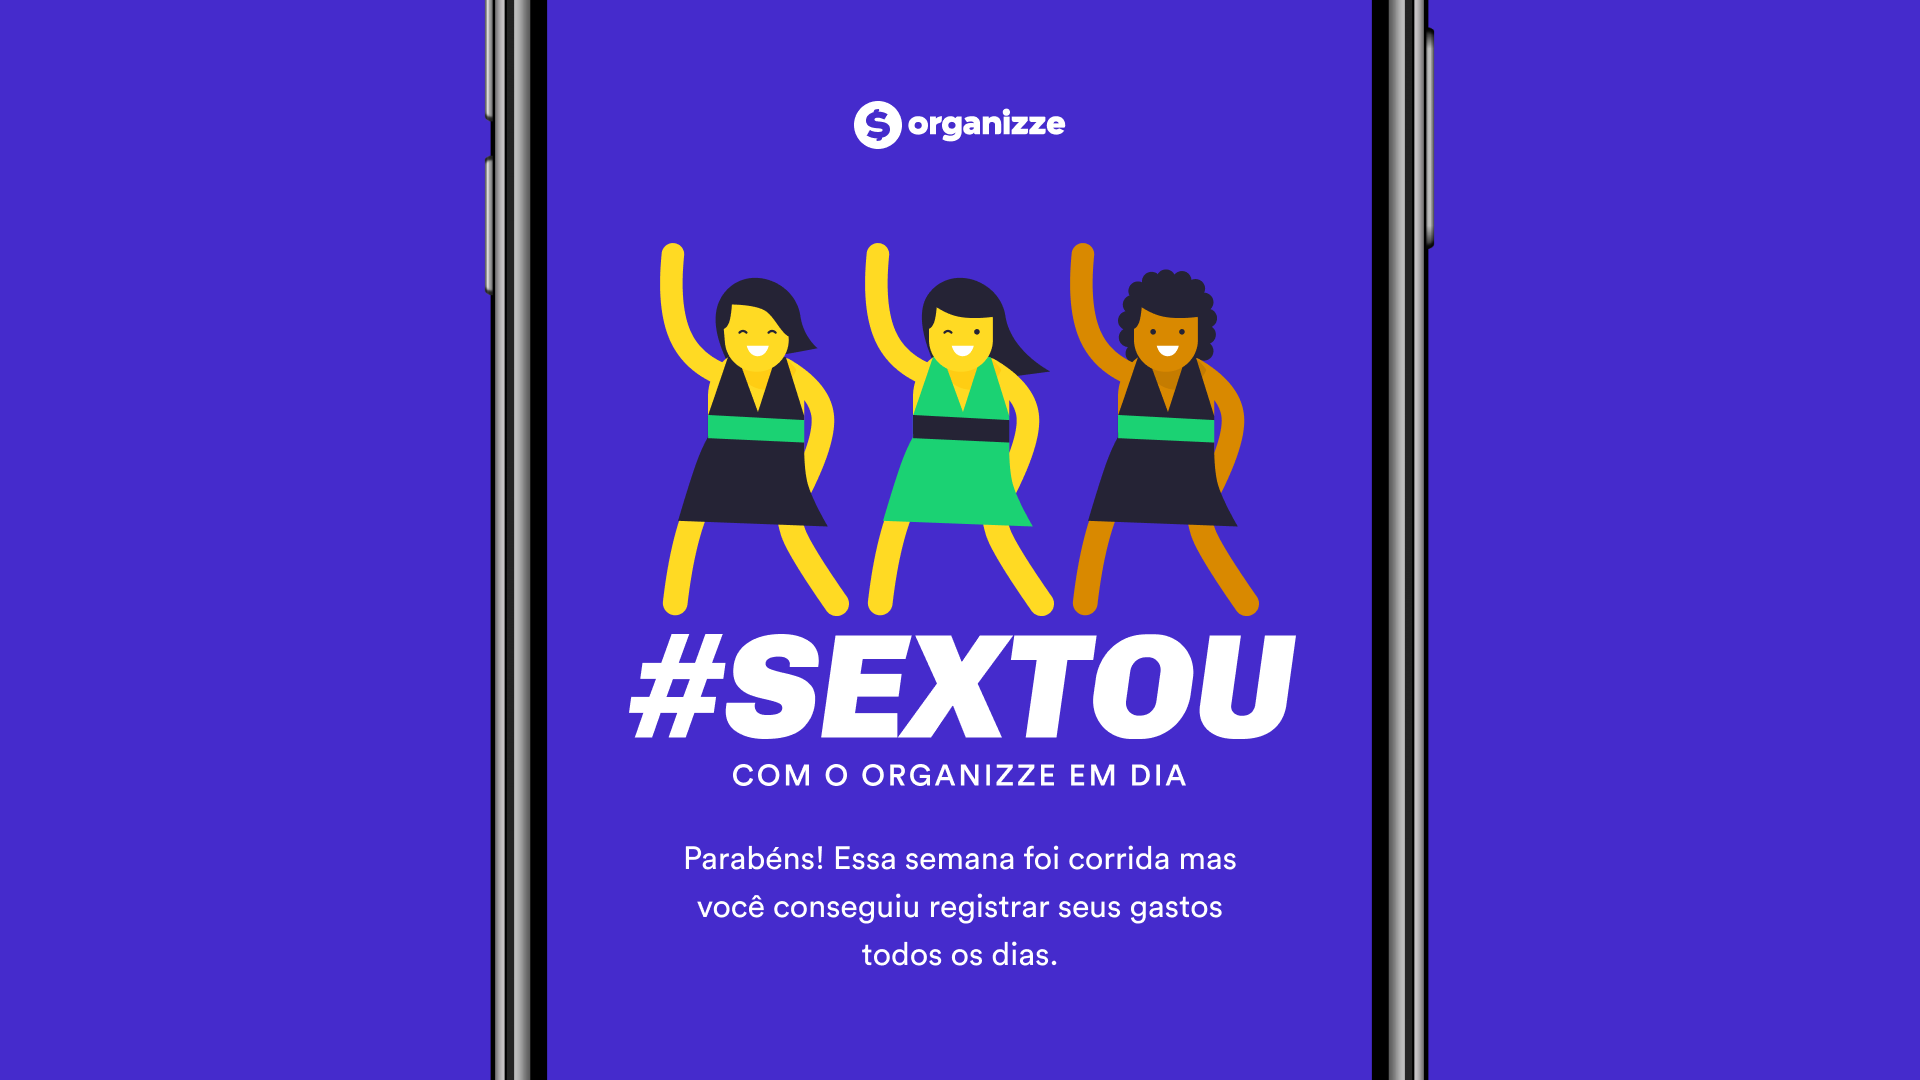 organizze
#SEXTOU
COM O ORGANIZZE EM DIA
Parabéns! Essa semana foi corrida mas
você conseguiu registrar seus gastos
todos os dias.